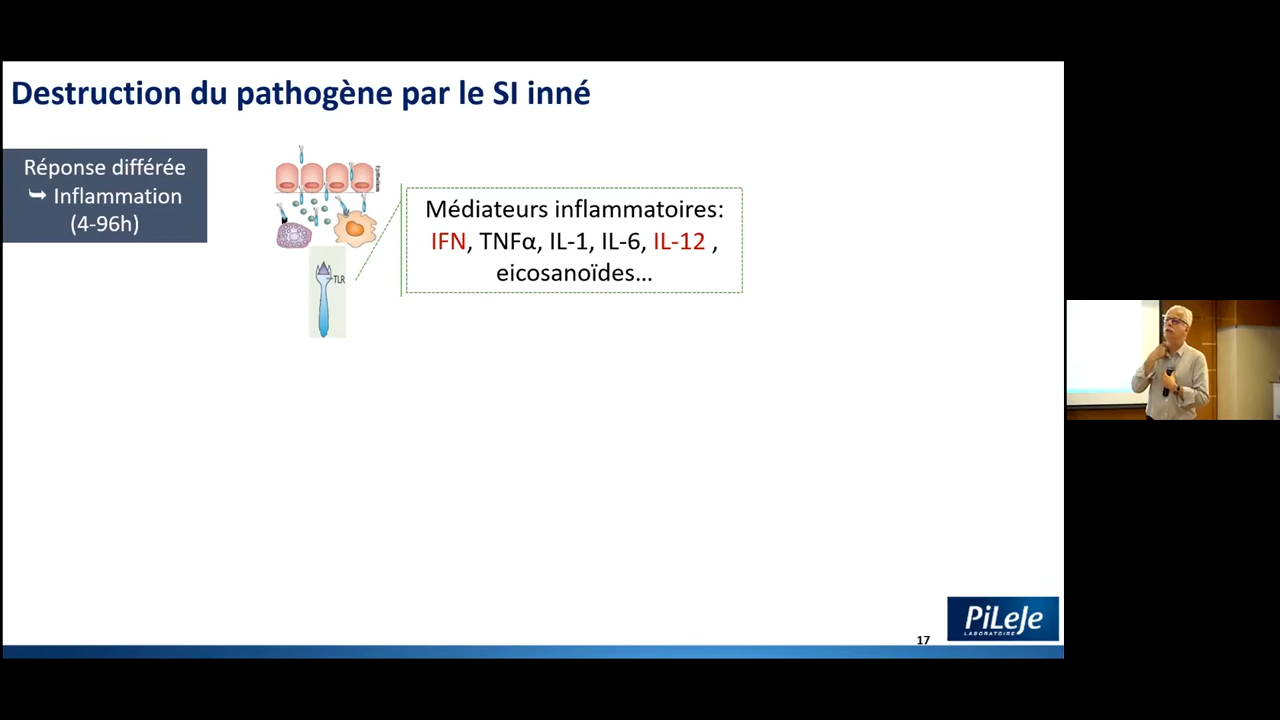 Destruction du pathogène par le SI inné
Réponse différée
➥ Inflammation
(4-96h)
Epithelium
TLR
Médiateurs inflammatoires:
IFN, TNFα, IL-1, IL-6, IL-12 ,
eicosanoïdes...
PiLeJe
LABORATOIRE
17